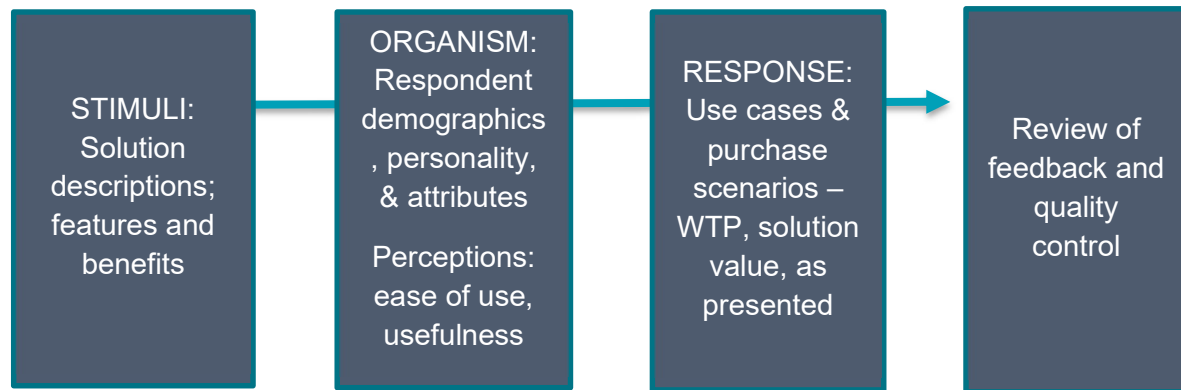 STIMULI:
Solution
descriptions;
features and
benefits
ORGANISM:
Respondent
demographics
, personality,
& attributes
Perceptions:
ease of use,
usefulness
RESPONSE:
Use cases &
purchase
scenarios –
WTP, solution
value, as
presented
Review of
feedback and
quality
control